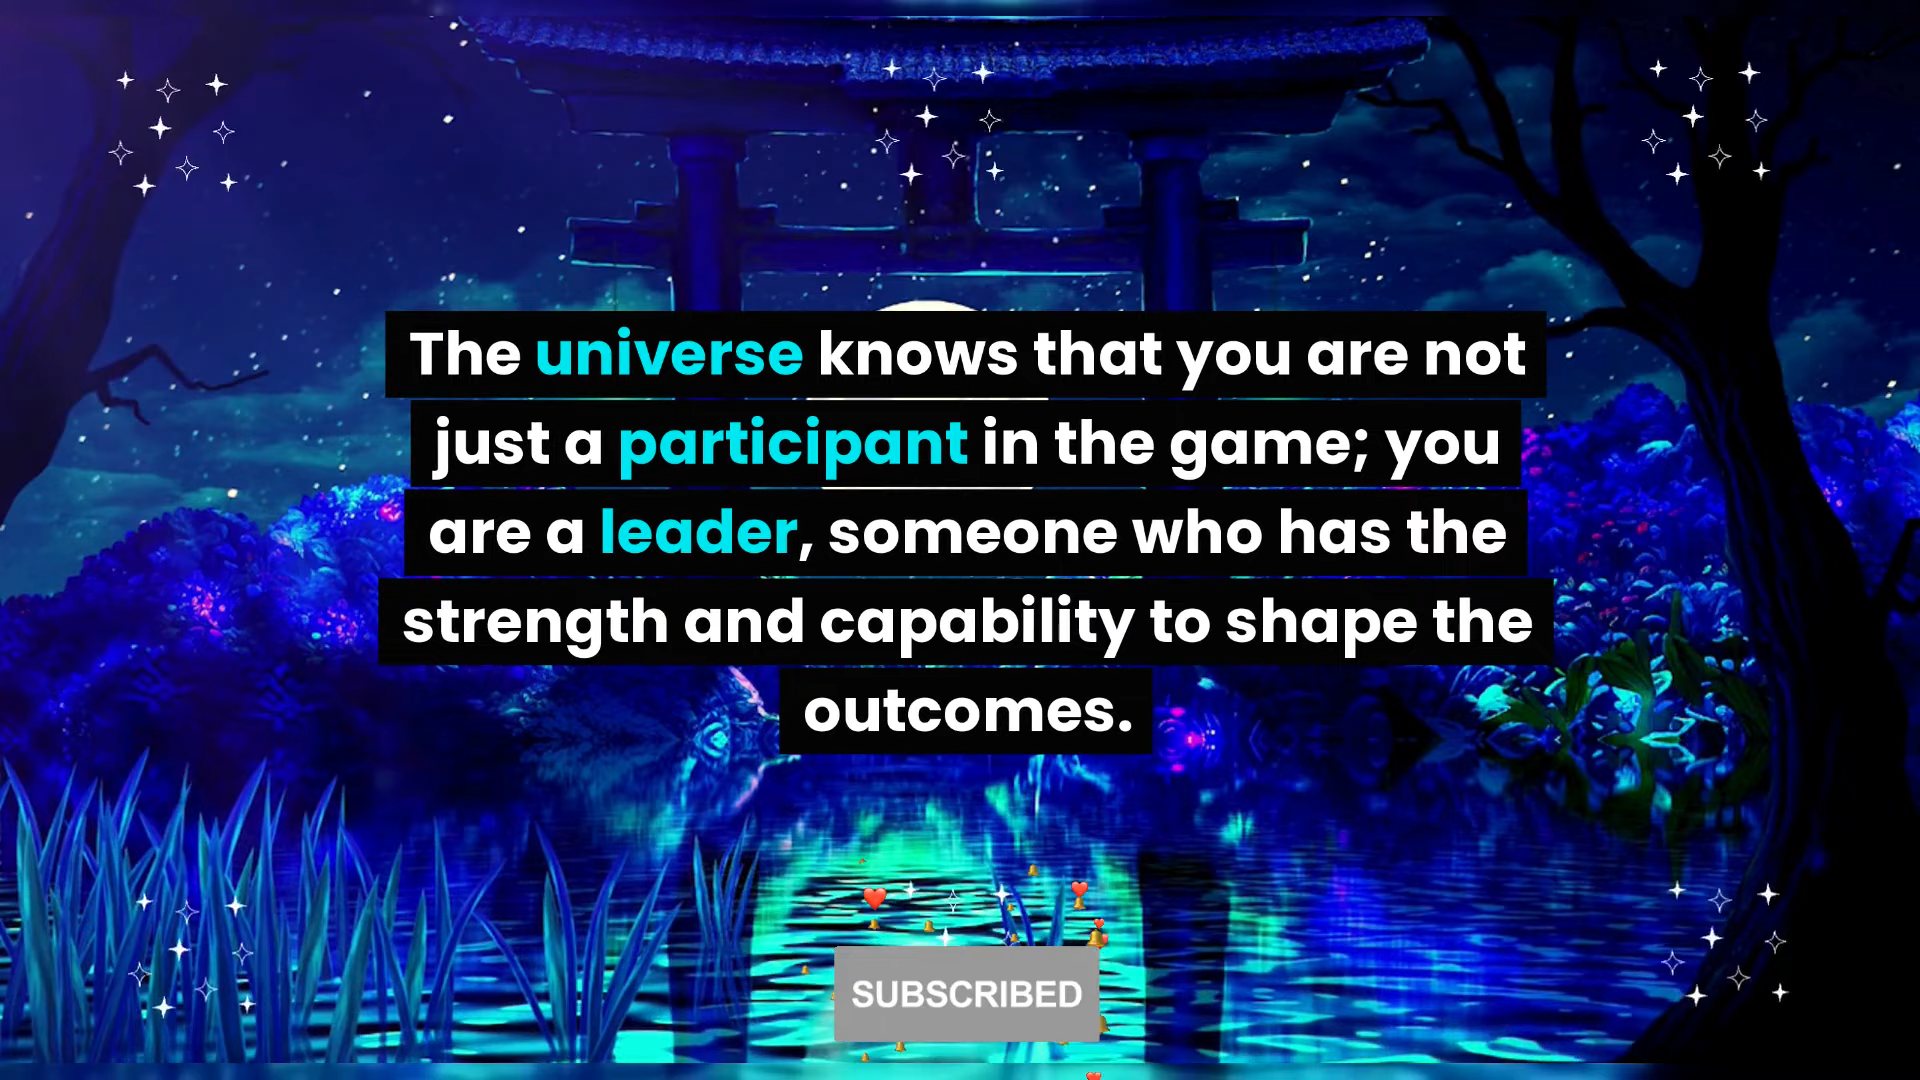 The universe knows that you are not
just a participant in the game; you
are a leader, someone who has the
strength and capability to shape the
outcomes.
SUBSCRIBED